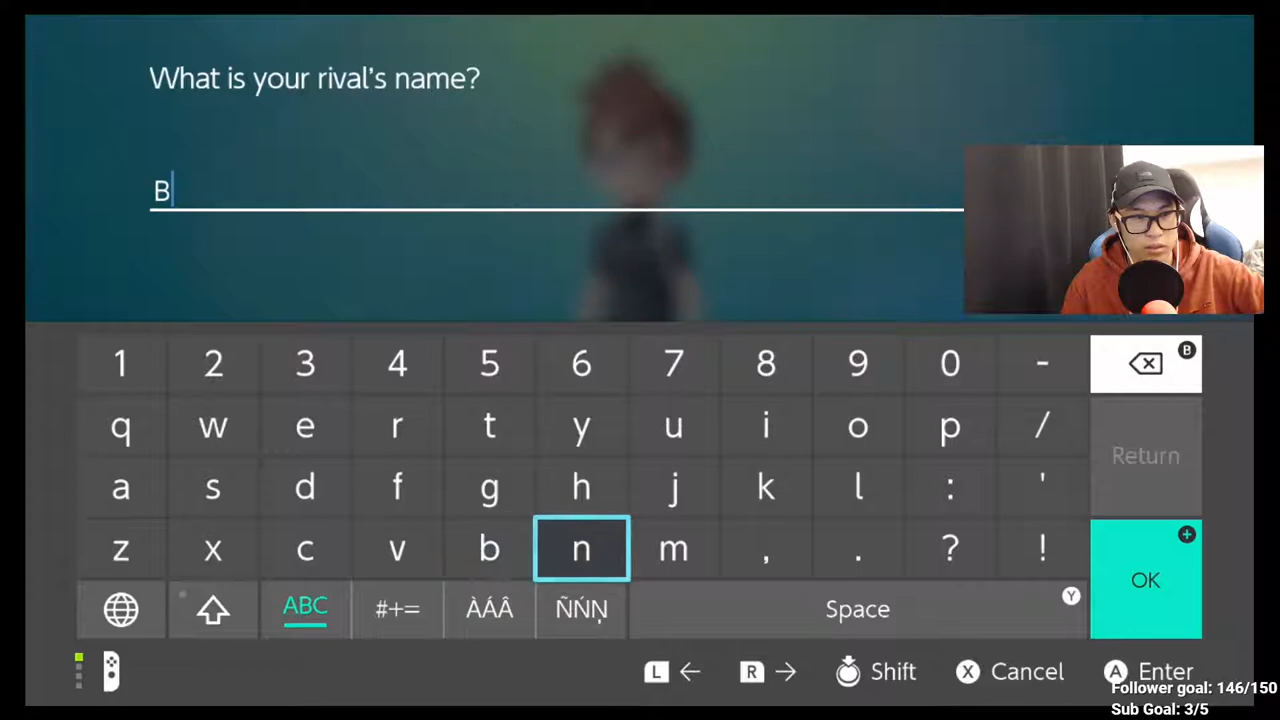 What is your rival's name?
B
1 2 3 4 5 6 7 8 9 0 - B
q w e r t y u i o p /
Return
a s d f g h j k l : '
z x c v b n m , . ? ! +
OK
ABC #+= ÀÁÂ ÑŃŅ Space Y
L ← R → Shift X Cancel A Enter
Follower goal: 146/150
Sub Goal: 3/5